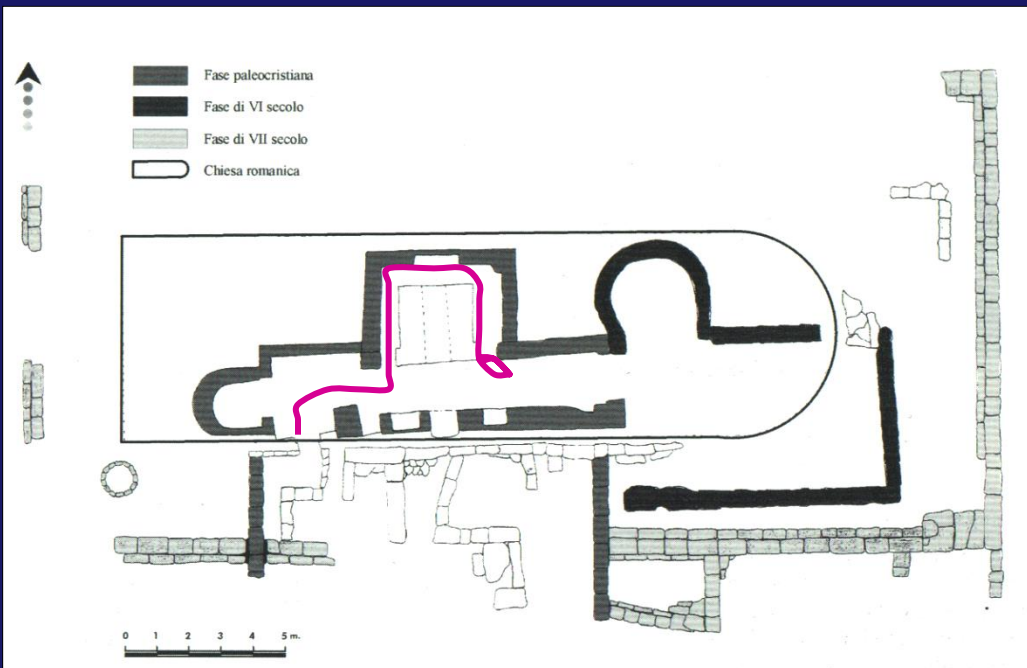 Fase paleocristiana
Fase di VI secolo
Fase di VII secolo
Chiesa romanica
0 1 2 3 4 5 m.